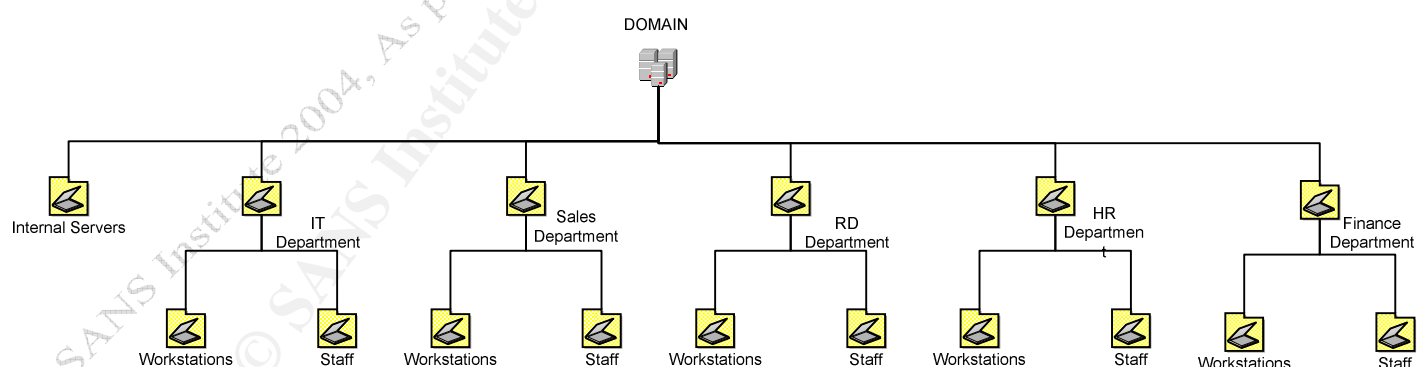 DOMAIN
Internal Servers
IT
Department
Sales
Department
RD
Department
HR
Departmen
t
Finance
Department
Workstations
Staff
Workstations
Staff
Workstations
Staff
Workstations
Staff
Workstations
Staff
SANS Institute 2004, As p
© SANS Institute